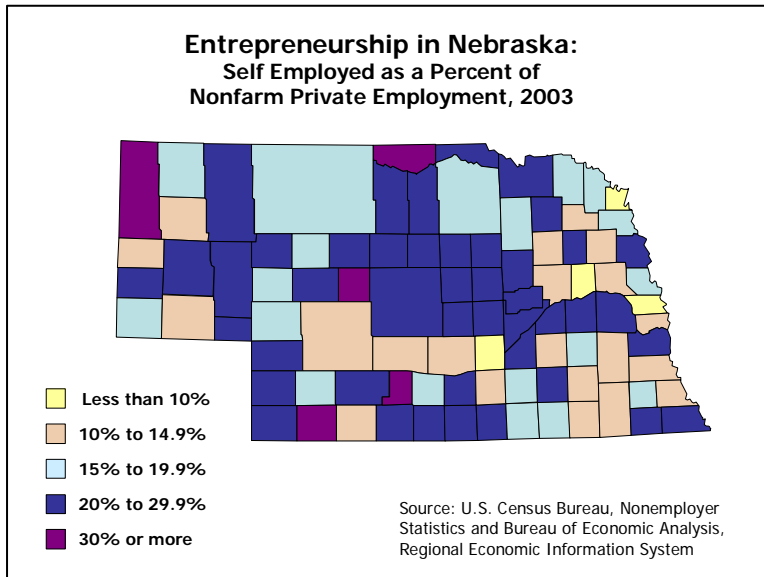 Entrepreneurship in Nebraska:
Self Employed as a Percent of
Nonfarm Private Employment, 2003
Less than 10%
10% to 14.9%
15% to 19.9%
20% to 29.9%
30% or more
Source: U.S. Census Bureau, Nonemployer
Statistics and Bureau of Economic Analysis,
Regional Economic Information System